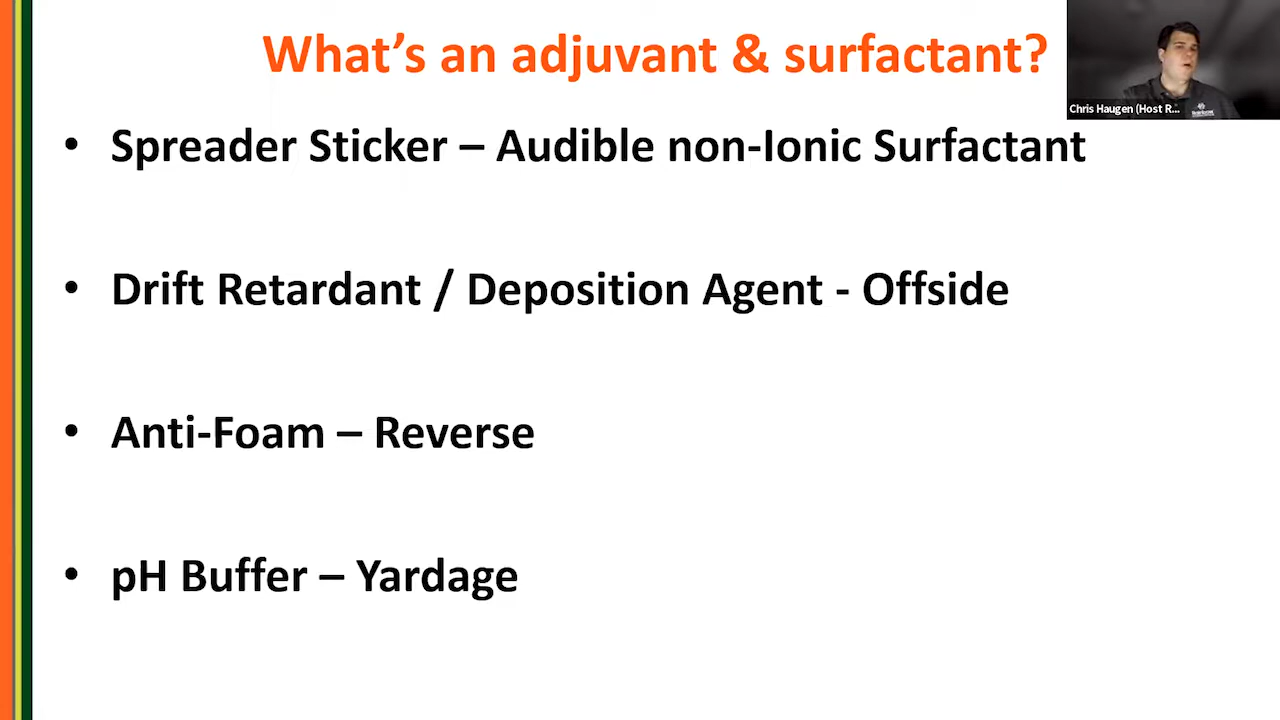 What's an adjuvant & surfactant?
Chris Haugen (Host R...
• Spreader Sticker – Audible non-Ionic Surfactant
• Drift Retardant / Deposition Agent - Offside
• Anti-Foam – Reverse
• pH Buffer – Yardage